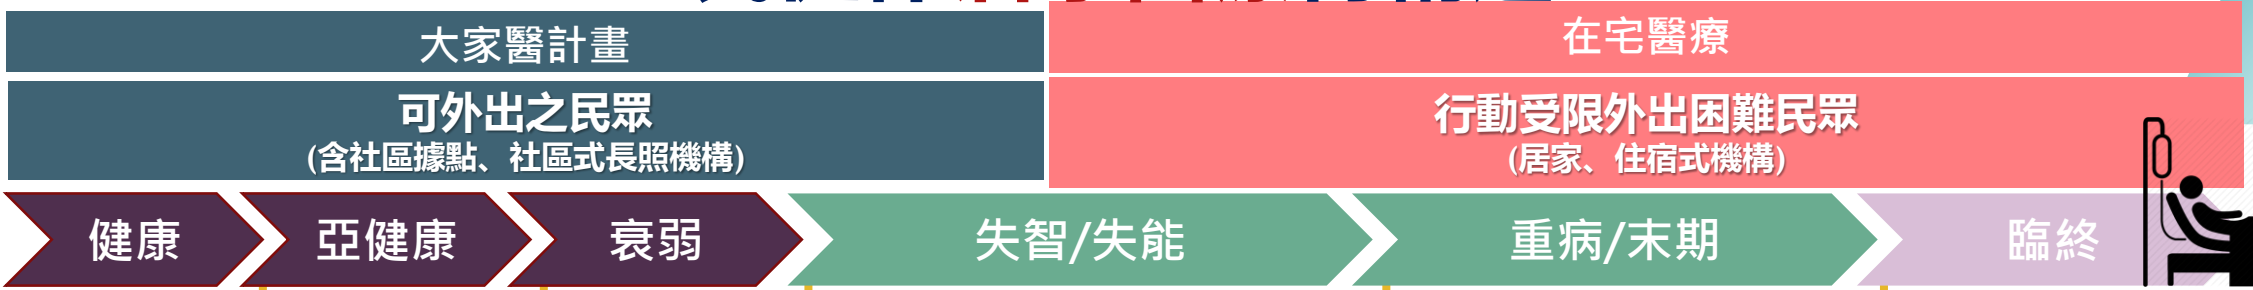 大家醫計畫
在宅醫療
可外出之民眾
(含社區據點、社區式長照機構)
行動受限外出困難民眾
(居家、住宿式機構)
健康
亞健康
衰弱
失智/失能
重病/末期
臨終